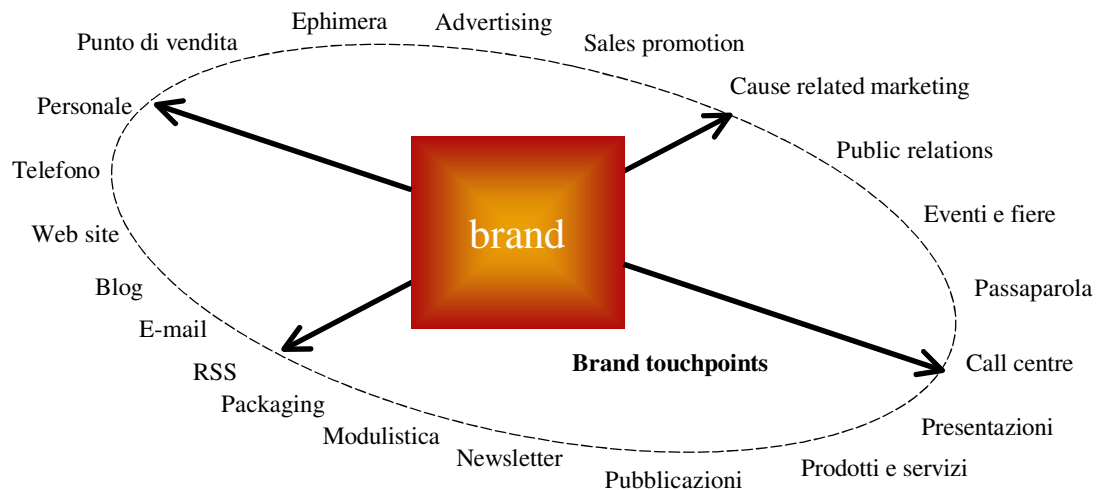 Ephimera
Advertising
Punto di vendita
Sales promotion
Cause related marketing
Personale
Public relations
Telefono
Eventi e fiere
brand
Web site
Blog
Passaparola
E-mail
Brand touchpoints
Call centre
RSS
Packaging
Presentazioni
Modulistica
Newsletter
Prodotti e servizi
Pubblicazioni